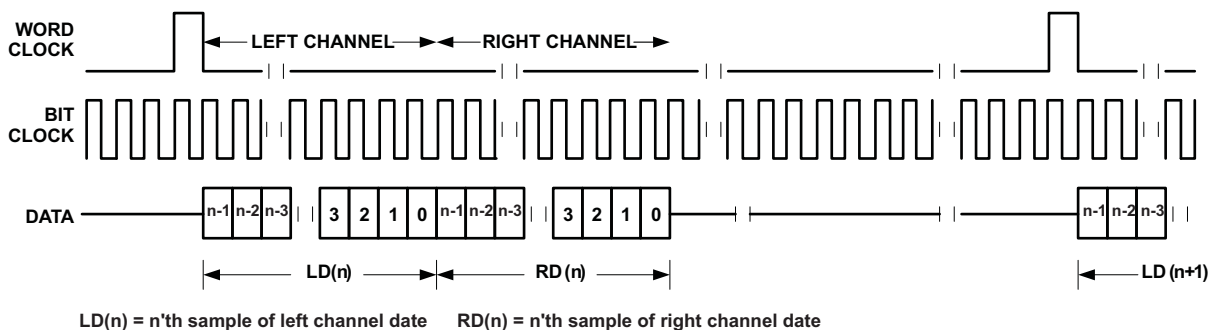 WORD
CLOCK
LEFT CHANNEL RIGHT CHANNEL
BIT
CLOCK
DATA n-1 n-2 n-3 3 2 1 0 n-1 n-2 n-3 3 2 1 0 n-1 n-2 n-3
LD(n) RD(n) LD(n+1)
LD(n) = n'th sample of left channel date RD(n) = n'th sample of right channel date